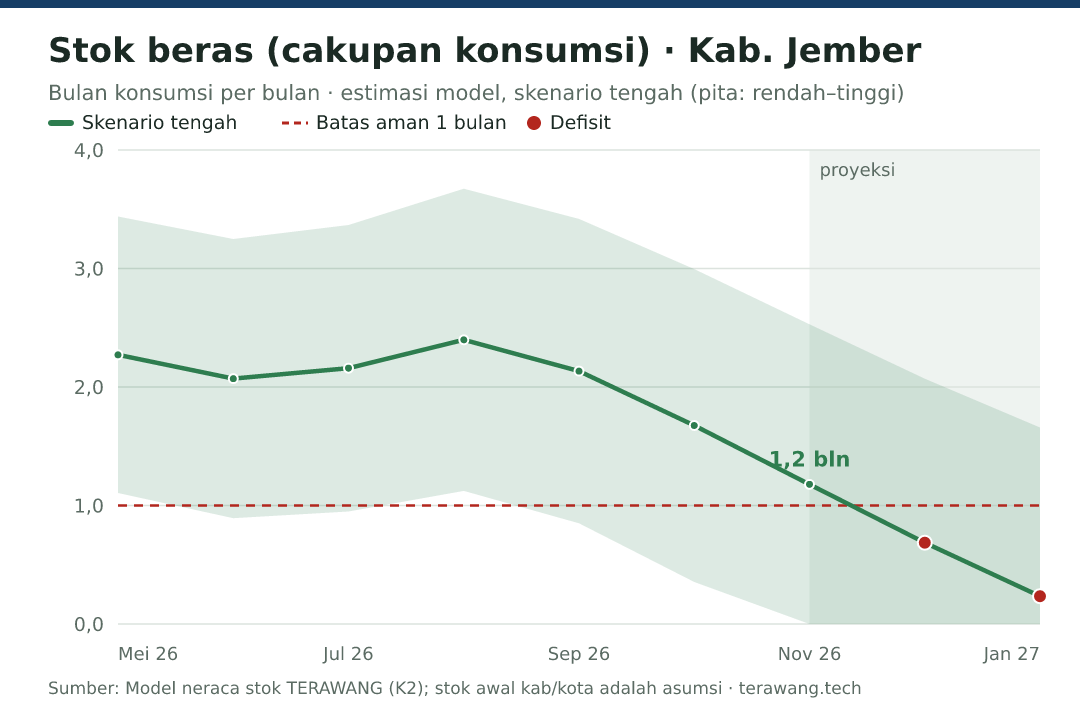 Stok beras (cakupan konsumsi) · Kab. Jember
Bulan konsumsi per bulan · estimasi model, skenario tengah (pita: rendah–tinggi)
Skenario tengah Batas aman 1 bulan Defisit
4,0
proyeksi
3,0
2,0
1,2 bln
1,0
0,0
Mei 26 Jul 26 Sep 26 Nov 26 Jan 27
Sumber: Model neraca stok TERAWANG (K2); stok awal kab/kota adalah asumsi · terawang.tech